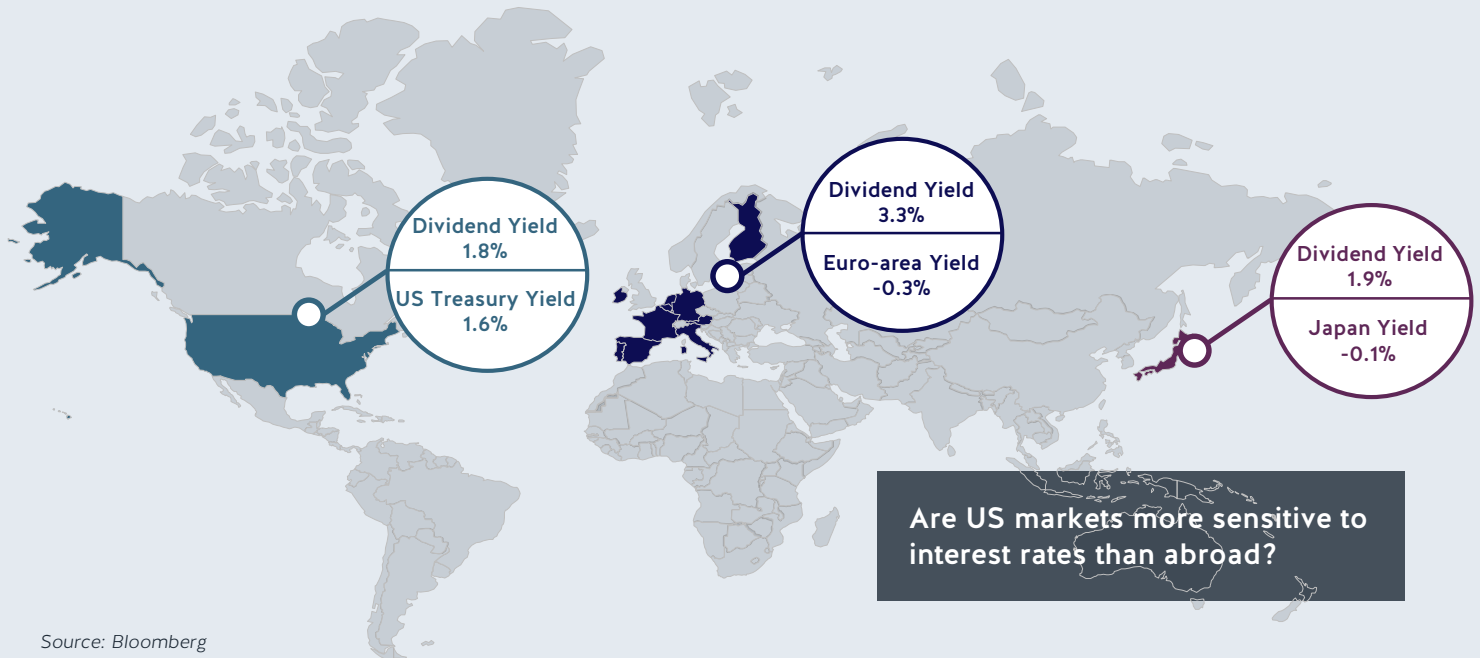 Dividend Yield
1.8%
US Treasury Yield
1.6%
Dividend Yield
3.3%
Euro-area Yield
-0.3%
Dividend Yield
1.9%
Japan Yield
-0.1%
Are US markets more sensitive to
interest rates than abroad?
Source: Bloomberg